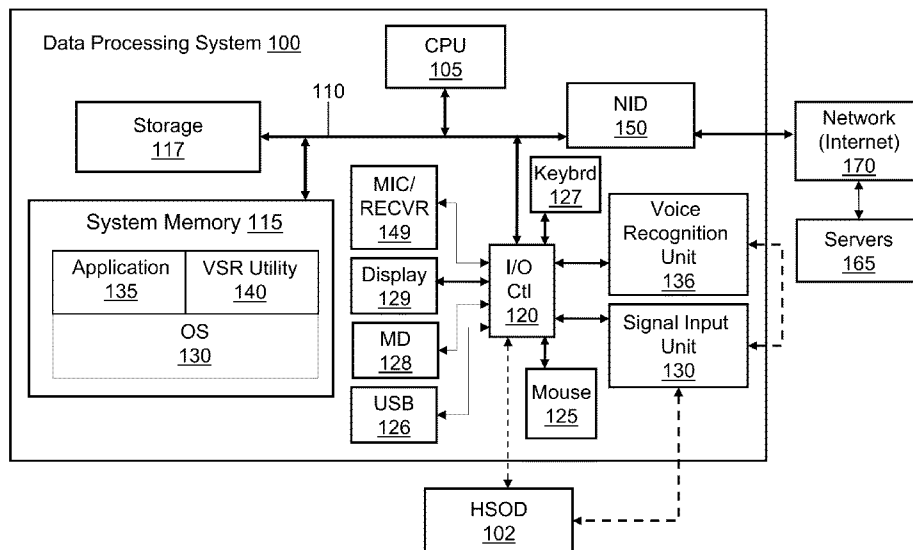 Data Processing System 100
CPU
105
110
Storage
117
NID
150
Network
(Internet)
170
Servers
165
System Memory 115
Application
135
VSR Utility
140
OS
130
MIC/
RECVR
149
Display
129
MD
128
USB
126
Keybrd
127
I/O
Ctl
120
Mouse
125
Voice
Recognition
Unit
136
Signal Input
Unit
130
HSOD
102